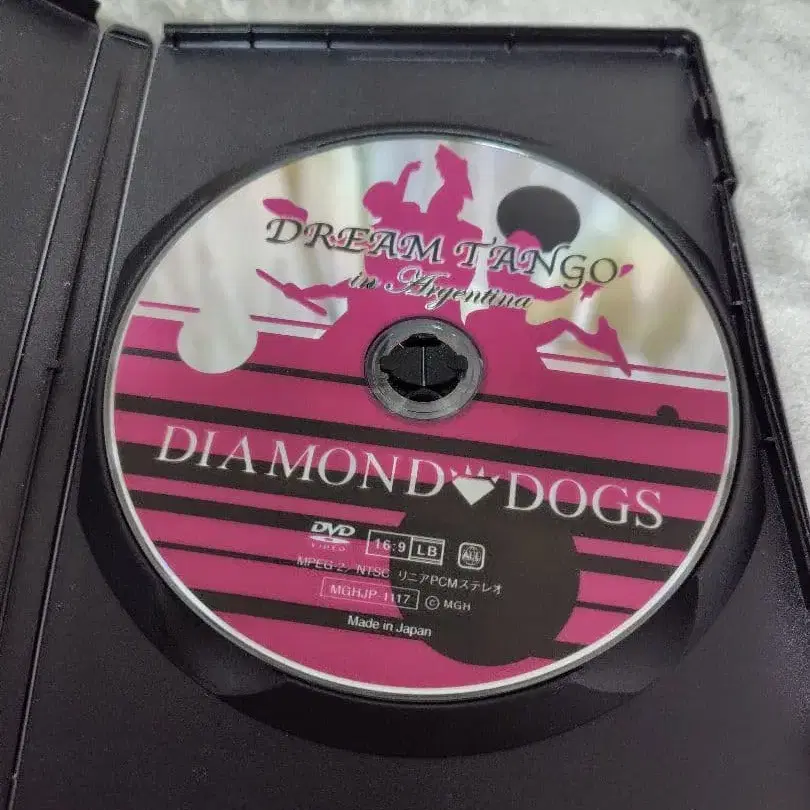 DREAM TANGO
in Argentina
DIAMOND DOGS
DVD VIDEO 16:9 LB ALL
MPEG-2/NTSC リニアPCMステレオ
MGHJP-1117 © MGH
Made in Japan